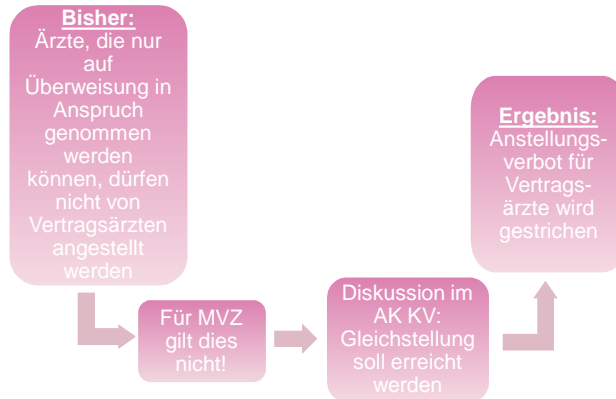 Bisher:
Ärzte, die nur
auf
Überweisung in
Anspruch
genommen
werden
können, dürfen
nicht von
Vertragsärzten
angestellt
werden
Für MVZ
gilt dies
nicht!
Diskussion im
AK KV:
Gleichstellung
soll erreicht
werden
Ergebnis:
Anstellungs-
verbot für
Vertrags-
ärzte wird
gestrichen